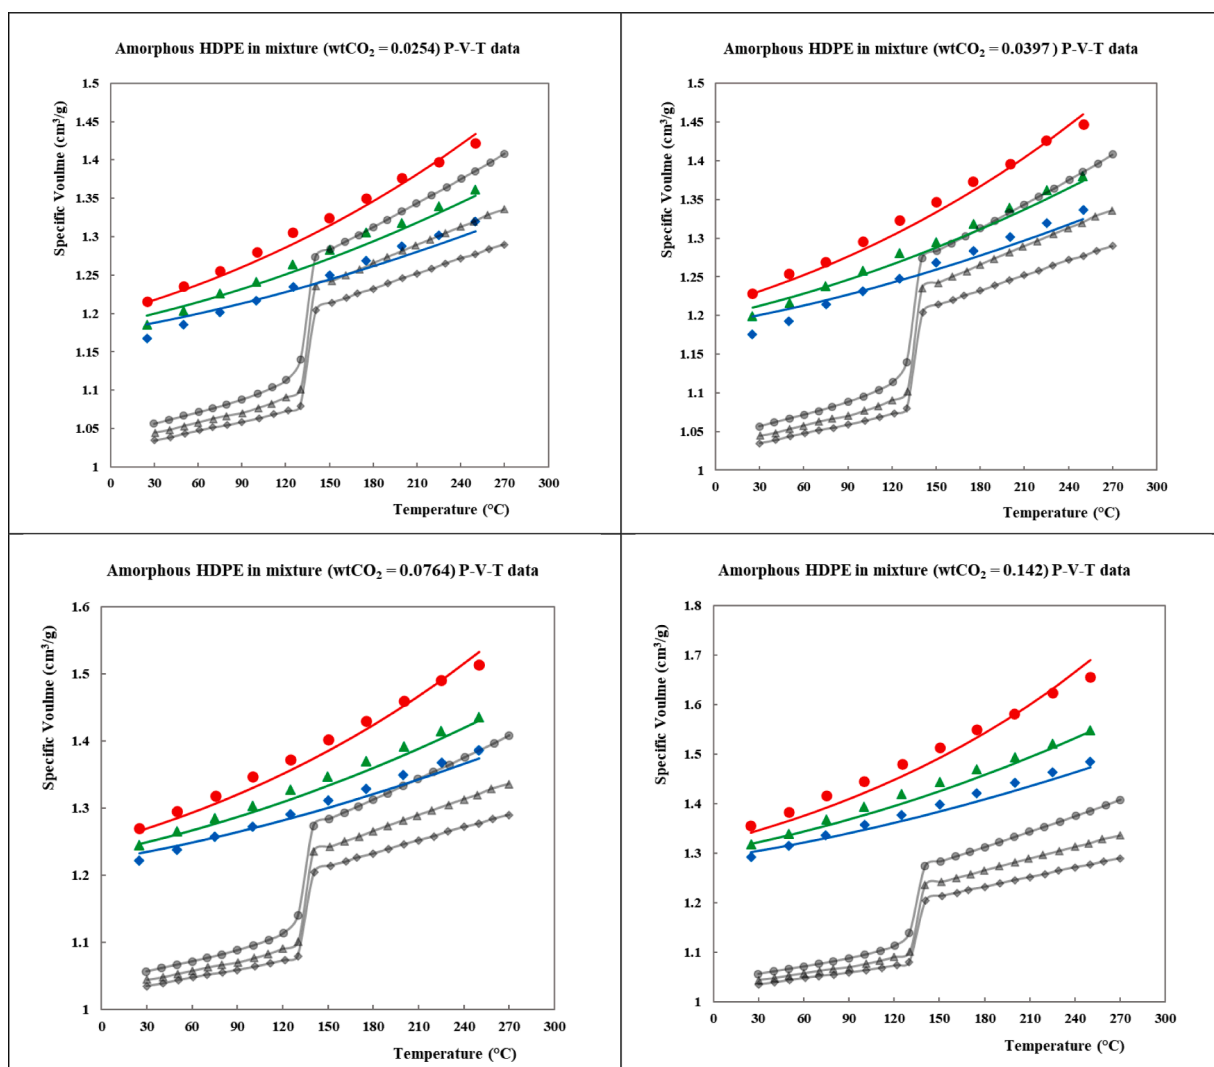 Amorphous HDPE in mixture (wtCO₂ = 0.0254) P-V-T data
Specific Voulme (cm³/g)
1.5
1.45
1.4
1.35
1.3
1.25
1.2
1.15
1.1
1.05
1
0 30 60 90 120 150 180 210 240 270 300
Temperature (°C)
Amorphous HDPE in mixture (wtCO₂ = 0.0397) P-V-T data
Specific Voulme (cm³/g)
1.5
1.45
1.4
1.35
1.3
1.25
1.2
1.15
1.1
1.05
1
0 30 60 90 120 150 180 210 240 270 300
Temperature (°C)
Amorphous HDPE in mixture (wtCO₂ = 0.0764) P-V-T data
Specific Voulme (cm³/g)
1.6
1.5
1.4
1.3
1.2
1.1
1
0 30 60 90 120 150 180 210 240 270 300
Temperature (°C)
Amorphous HDPE in mixture (wtCO₂ = 0.142) P-V-T data
Specific Voulme (cm³/g)
1.8
1.7
1.6
1.5
1.4
1.3
1.2
1.1
1
0 30 60 90 120 150 180 210 240 270 300
Temperature (°C)